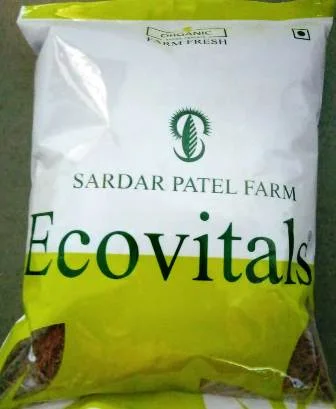 ORGANIC
FARM FRESH
SARDAR PATEL FARM
Ecovitals®